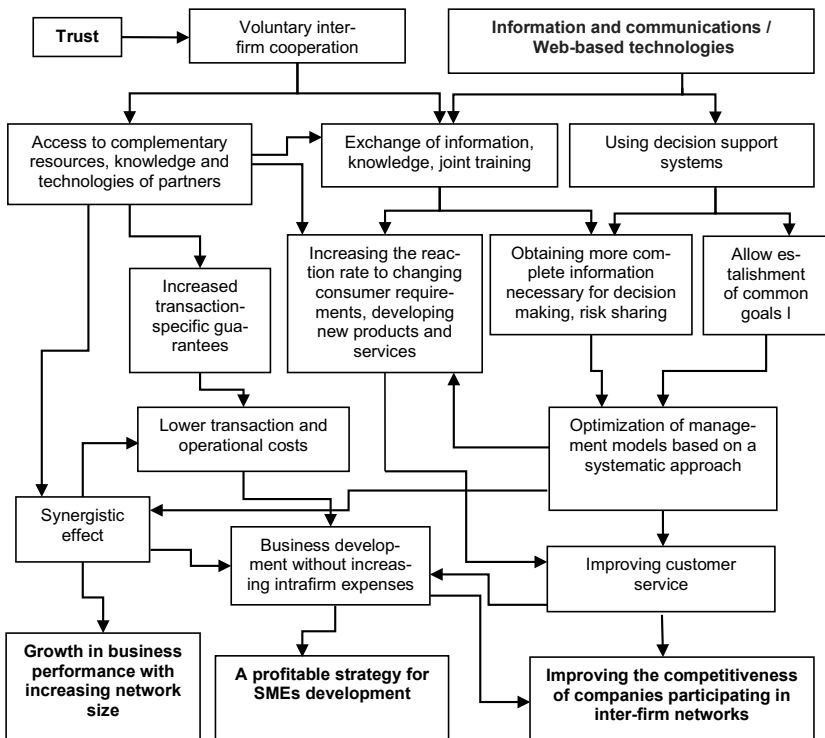 Trust
Voluntary inter-
firm cooperation
Information and communications /
Web-based technologies
Access to complementary
resources, knowledge and
technologies of partners
Exchange of information,
knowledge, joint training
Using decision support
systems
Increased
transaction-
specific gua-
rantees
Increasing the reac-
tion rate to changing
consumer require-
ments, developing
new products and
services
Obtaining more com-
plete information
necessary for decision
making, risk sharing
Allow es-
talishment
of common
goals l
Lower transaction and
operational costs
Optimization of manage-
ment models based on a
systematic approach
Synergistic
effect
Business develop-
ment without increas-
ing intrafirm expenses
Improving customer
service
Growth in business
performance with
increasing network
size
A profitable strategy for
SMEs development
Improving the competitiveness
of companies participating in
inter-firm networks